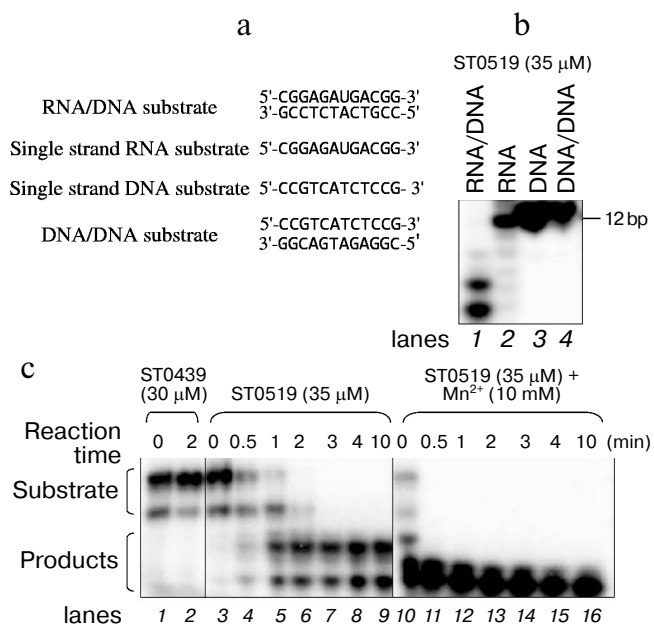 a
RNA/DNA substrate
5'-CGGAGAUGACGG-3'
3'-GCCTCTACTGCC-5'
Single strand RNA substrate 5'-CGGAGAUGACGG-3'
Single strand DNA substrate 5'-CCGTCATCTCCG- 3'
DNA/DNA substrate
5'-CCGTCATCTCCG-3'
3'-GGCAGTAGAGGC-5'
b
ST0519 (35 μM)
RNA/DNA RNA DNA DNA/DNA
12 bp
lanes 1 2 3 4
c
ST0439 (30 μM)
ST0519 (35 μM)
ST0519 (35 μM) +
Mn²⁺ (10 mM)
Reaction time
0 2 0 0.5 1 2 3 4 10 0 0.5 1 2 3 4 10 (min)
Substrate
Products
lanes 1 2 3 4 5 6 7 8 9 10 11 12 13 14 15 16